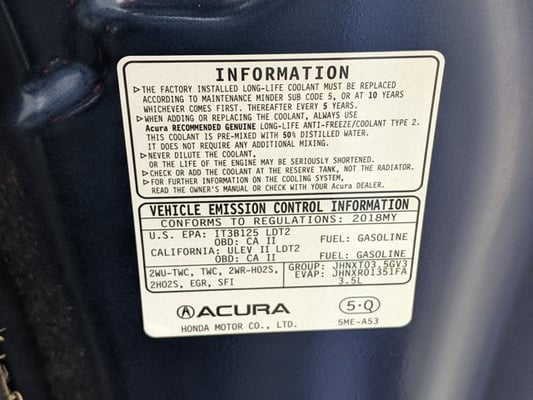 INFORMATION
▷THE FACTORY INSTALLED LONG-LIFE COOLANT MUST BE REPLACED
ACCORDING TO MAINTENANCE MINDER SUB CODE 5, OR AT 10 YEARS
WHICHEVER COMES FIRST. THEREAFTER EVERY 5 YEARS.
▷WHEN ADDING OR REPLACING THE COOLANT, ALWAYS USE
Acura RECOMMENDED GENUINE LONG-LIFE ANTI-FREEZE/COOLANT TYPE 2.
THIS COOLANT IS PRE-MIXED WITH 50% DISTILLED WATER.
IT DOES NOT REQUIRE ANY ADDITIONAL MIXING.
▷NEVER DILUTE THE COOLANT,
OR THE LIFE OF THE ENGINE MAY BE SERIOUSLY SHORTENED.
▷CHECK OR ADD THE COOLANT AT THE RESERVE TANK, NOT THE RADIATOR.
▷FOR FURTHER INFORMATION ON THE COOLING SYSTEM,
READ THE OWNER'S MANUAL OR CHECK WITH YOUR Acura DEALER.
VEHICLE EMISSION CONTROL INFORMATION
CONFORMS TO REGULATIONS: 2018MY
U.S. EPA: 1T3B125 LDT2
OBD: CA II FUEL: GASOLINE
CALIFORNIA: ULEV II LDT2
OBD: CA II FUEL: GASOLINE
2WU-TWC, TWC, 2WR-HO2S,
2HO2S, EGR, SFI
GROUP: JHNXT03.5GV3
EVAP: JHNXR01351FA
3.5L
ACURA
HONDA MOTOR CO., LTD.
5·Q
5ME-A53